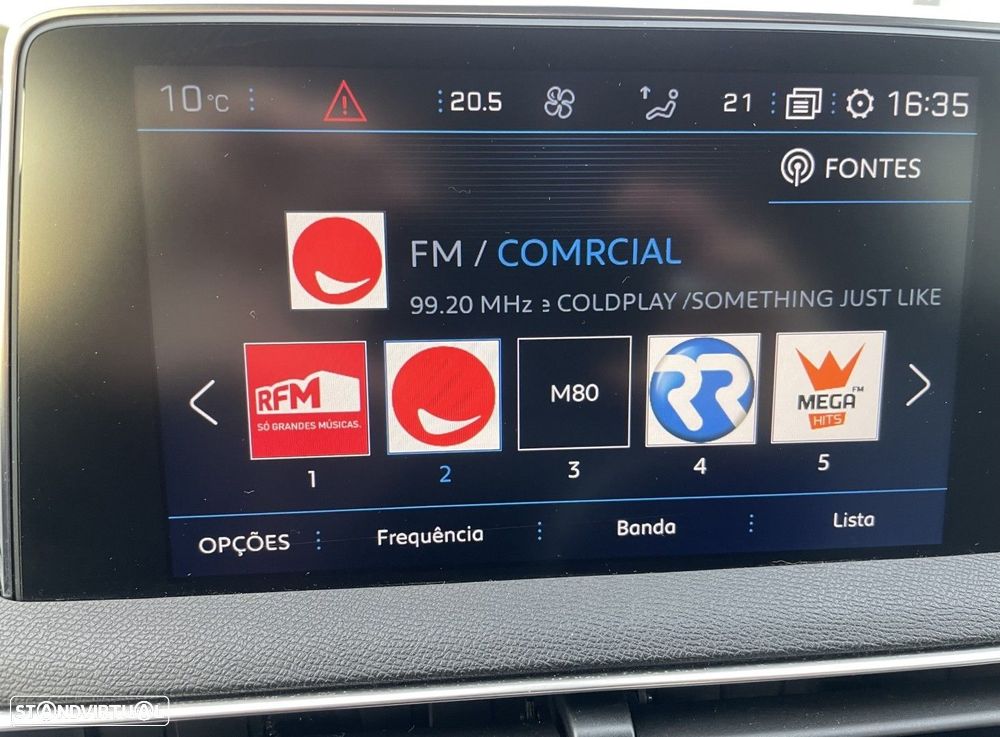 10°C 20.5 21 16:35
FONTES
FM / COMRCIAL
99.20 MHz e COLDPLAY /SOMETHING JUST LIKE
RFM
SÓ GRANDES MÚSICAS.
M80
RR
MEGA FM
HITS
1 2 3 4 5
OPÇÕES Frequência Banda Lista
STANDVIRTUAL